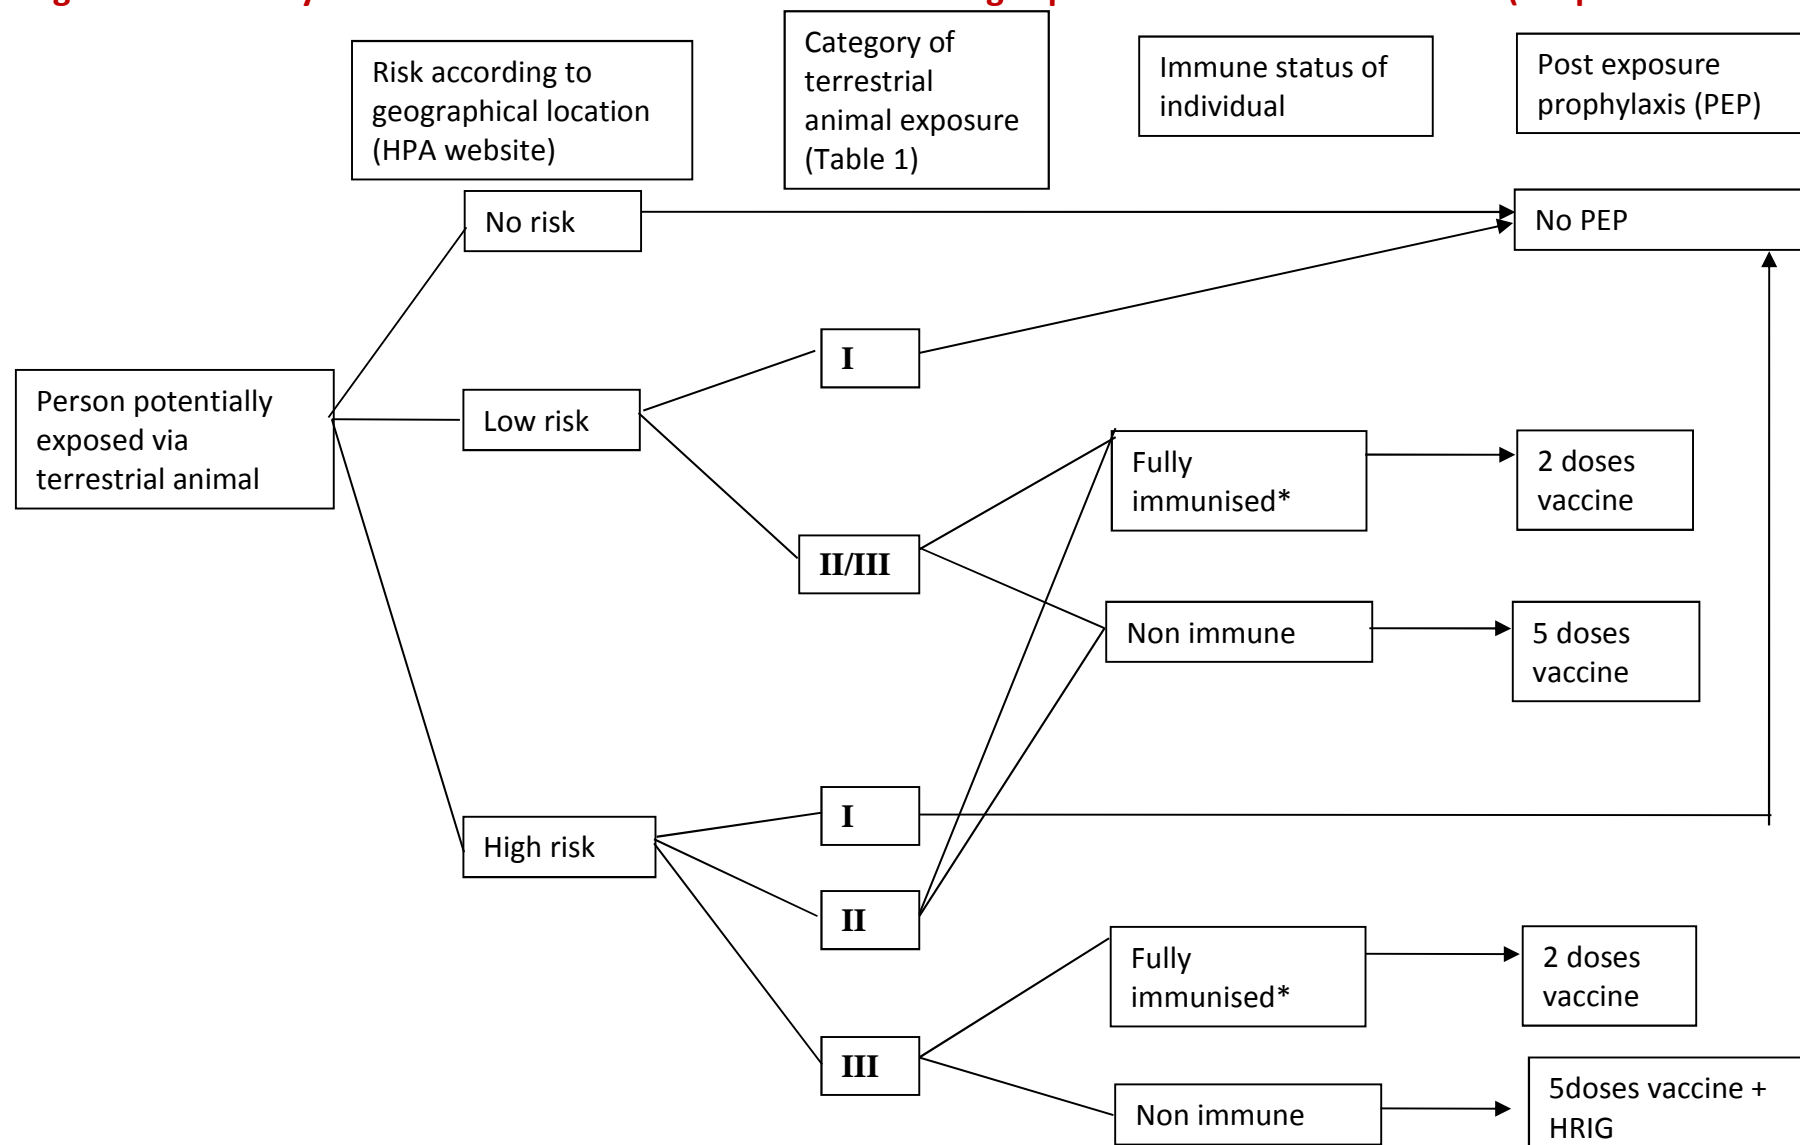 Risk according to
geographical location
(HPA website)
Category of
terrestrial
animal exposure
(Table 1)
Immune status of
individual
Post exposure
prophylaxis (PEP)
No risk
No PEP
I
Person potentially
exposed via
terrestrial animal
Low risk
Fully
immunised*
2 doses
vaccine
II/III
Non immune
5 doses
vaccine
I
High risk
II
Fully
immunised*
2 doses
vaccine
III
Non immune
5doses vaccine +
HRIG